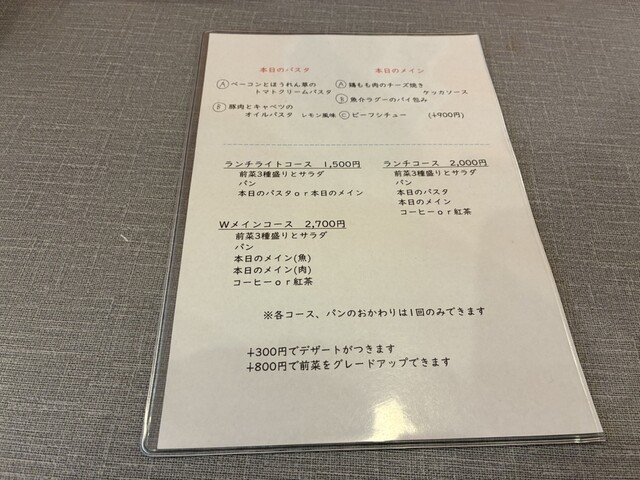 本日のパスタ
Ⓐベーコンとほうれん草の
トマトクリームパスタ
Ⓑ豚肉とキャベツの
オイルパスタ レモン風味
本日のメイン
Ⓐ鶏もも肉のチーズ焼き
ケッカソース
Ⓑ魚介ラグーのパイ包み
Ⓒビーフシチュー (+900円)
ランチライトコース 1,500円
前菜3種盛りとサラダ
パン
本日のパスタor本日のメイン
ランチコース 2,000円
前菜3種盛りとサラダ
パン
本日のパスタ
本日のメイン
コーヒーor紅茶
Wメインコース 2,700円
前菜3種盛りとサラダ
パン
本日のメイン(魚)
本日のメイン(肉)
コーヒーor紅茶
※各コース、パンのおかわりは1回のみできます
+300円でデザートがつきます
+800円で前菜をグレードアップできます